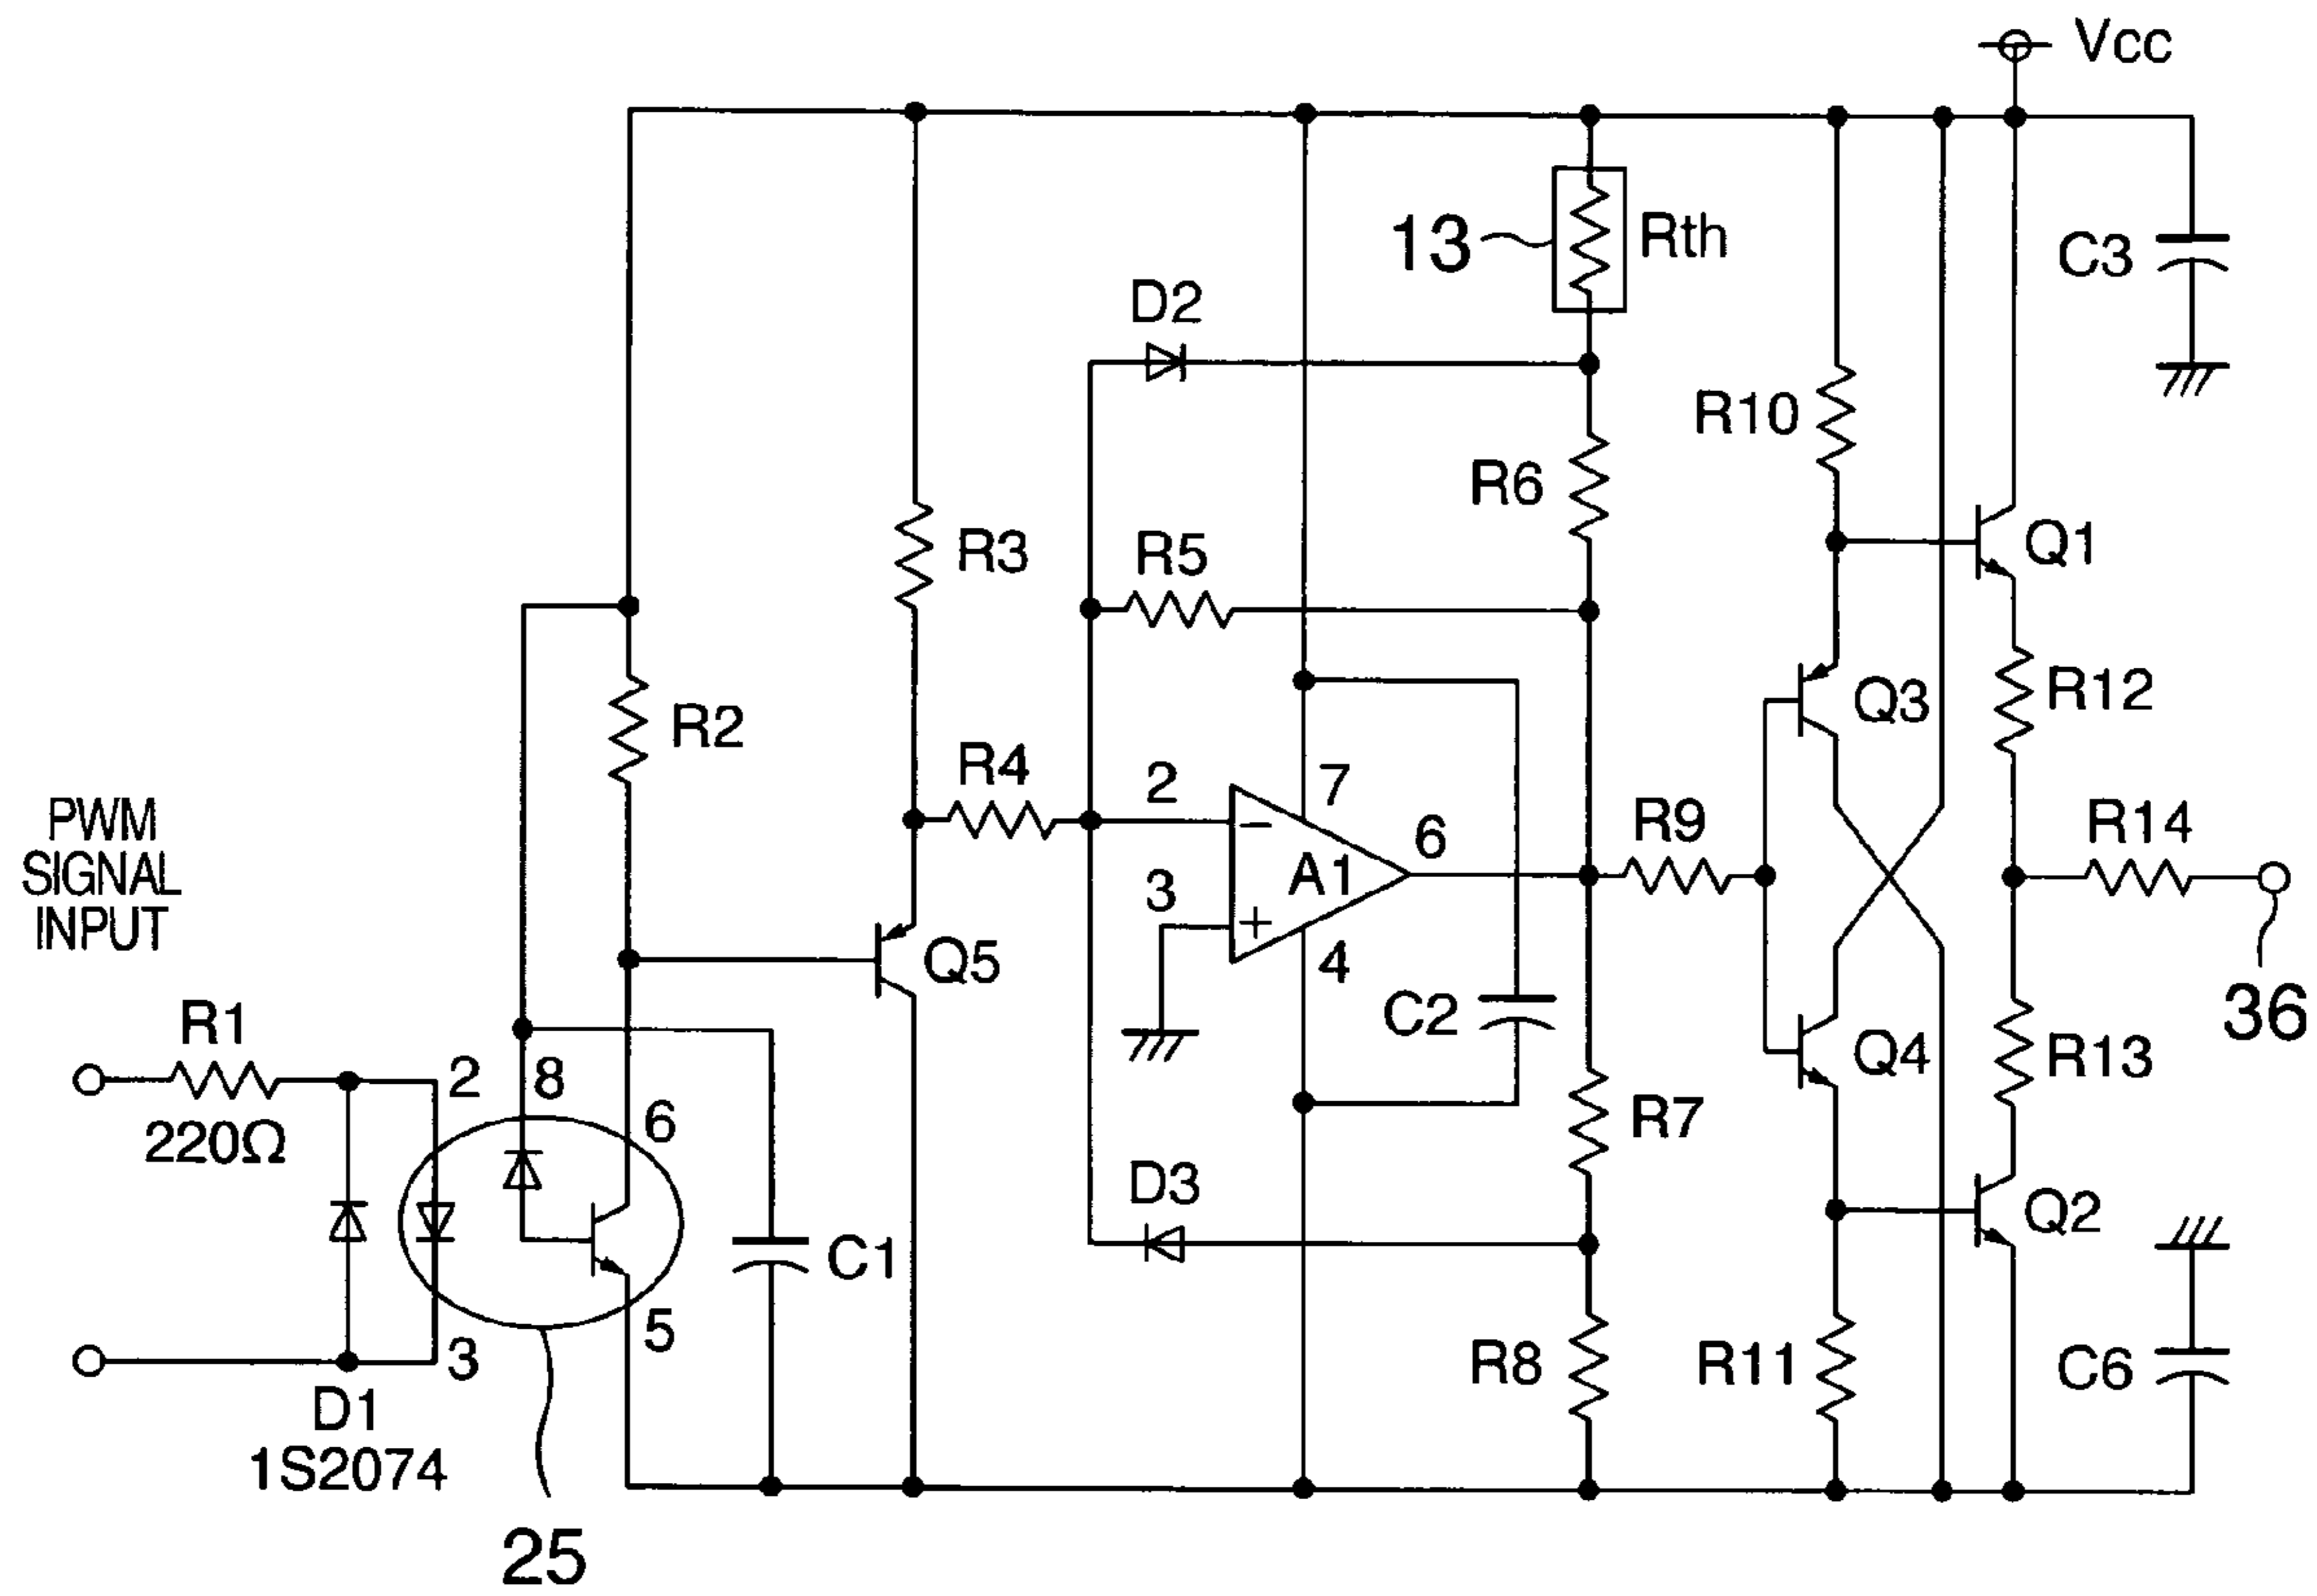 Vcc
13
Rth
C3
D2
R10
R6
R3
R5
Q1
R2
Q3
R12
R4
2
7
PWM
SIGNAL
INPUT
3
A1
6
R9
R14
Q5
4
C2
36
R1
220Ω
2
8
6
Q4
R13
R7
D3
Q2
C1
5
3
R8
R11
C6
D1
1S2074
25